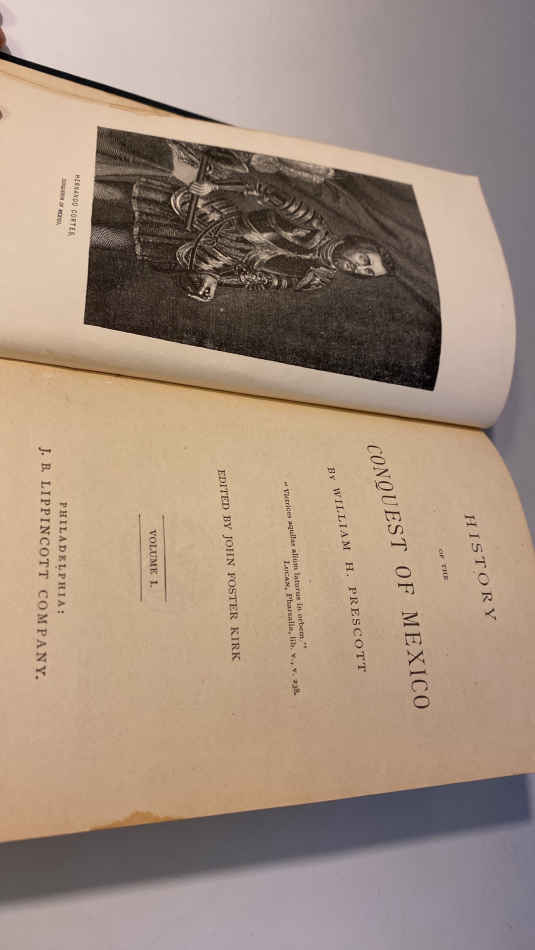 HERNANDO CORTES,
CONQUEROR OF MEXICO.
HISTORY
OF THE
CONQUEST OF MEXICO
BY WILLIAM H. PRESCOTT
"Victrices aquilas alium laturus in orbem."
LUCAN, Pharsalia, lib. v., v. 238.
EDITED BY JOHN FOSTER KIRK
VOLUME I.
PHILADELPHIA:
J. B. LIPPINCOTT COMPANY.